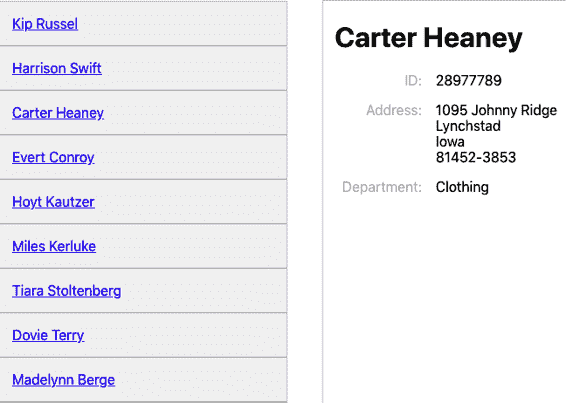 Kip Russel
Harrison Swift
Carter Heaney
Evert Conroy
Hoyt Kautzer
Miles Kerluke
Tiara Stoltenberg
Dovie Terry
Madelynn Berge
Carter Heaney
ID: 28977789
Address: 1095 Johnny Ridge
Lynchstad
Iowa
81452-3853
Department: Clothing